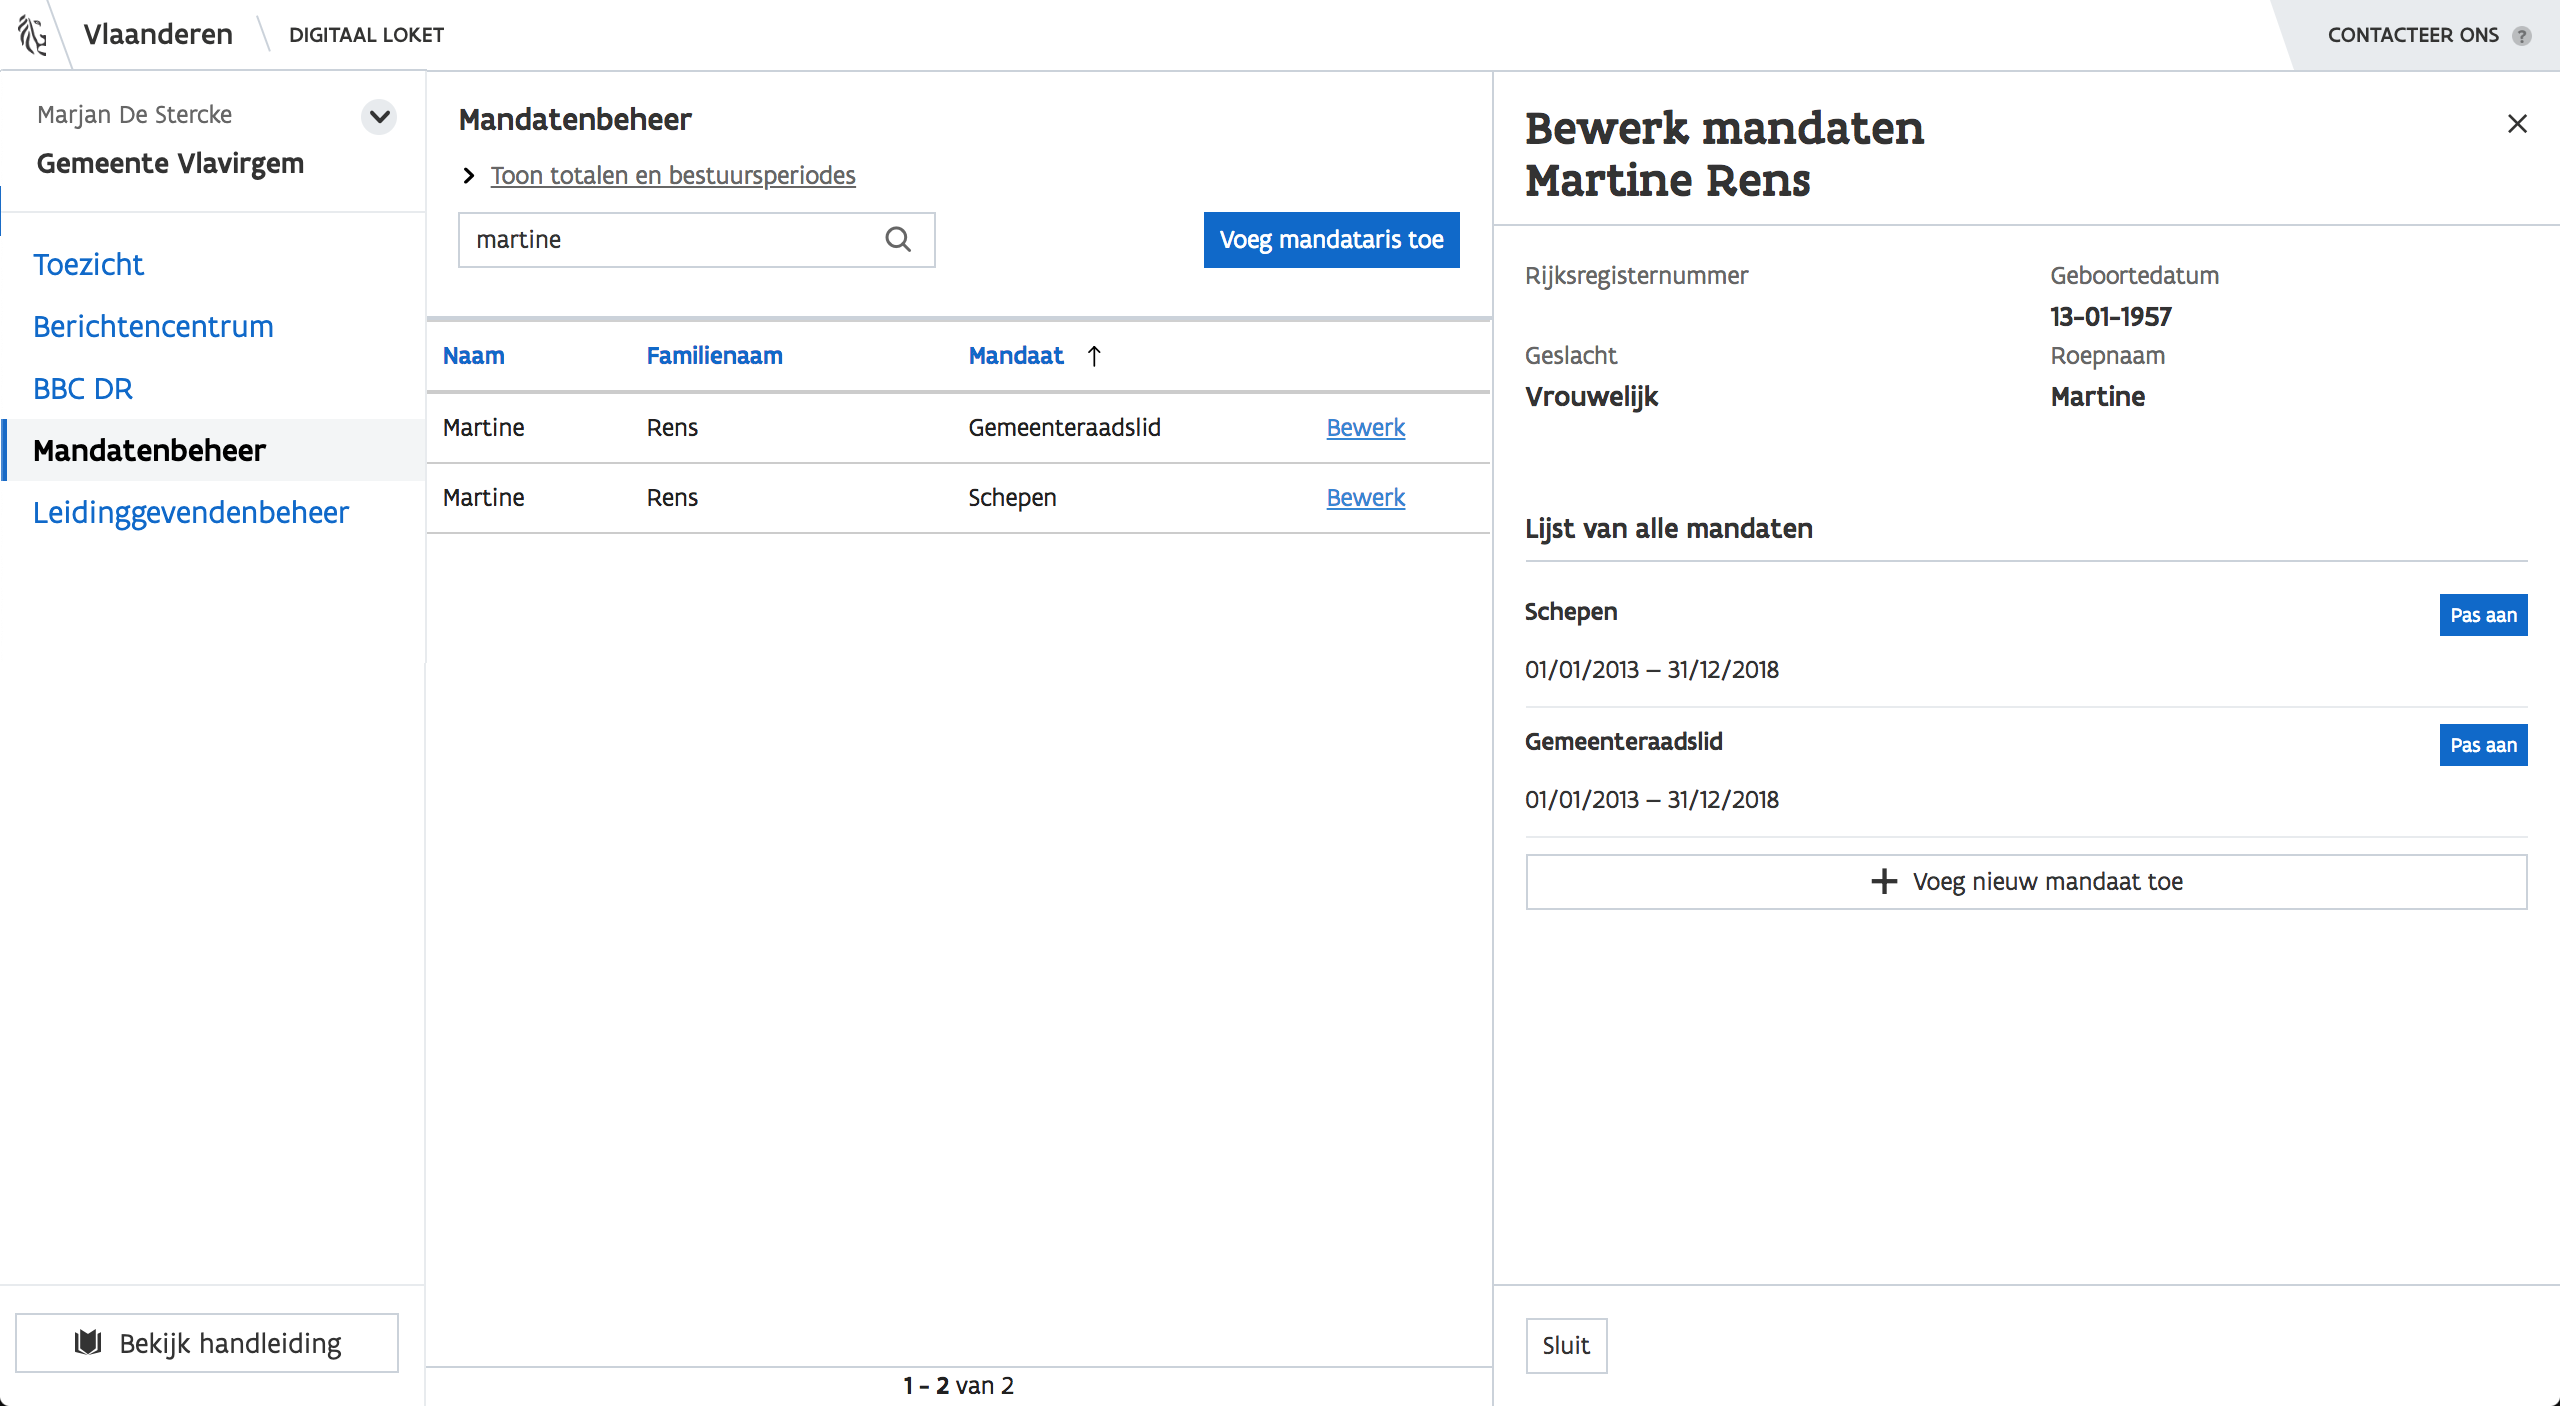 Vlaanderen
DIGITAAL LOKET
CONTACTEER ONS ?
Marjan De Stercke
Gemeente Vlavirgem
Toezicht
Berichtencentrum
BBC DR
Mandatenbeheer
Leidinggevendenbeheer
Bekijk handleiding
Mandatenbeheer
Toon totalen en bestuursperiodes
martine
Voeg mandataris toe
Naam Familienaam Mandaat ↑
Martine Rens Gemeenteraadslid Bewerk
Martine Rens Schepen Bewerk
1 - 2 van 2
Bewerk mandaten
Martine Rens
Rijksregisternummer
Geboortedatum
13-01-1957
Geslacht
Vrouwelijk
Roepnaam
Martine
Lijst van alle mandaten
Schepen
Pas aan
01/01/2013 – 31/12/2018
Gemeenteraadslid
Pas aan
01/01/2013 – 31/12/2018
Voeg nieuw mandaat toe
Sluit